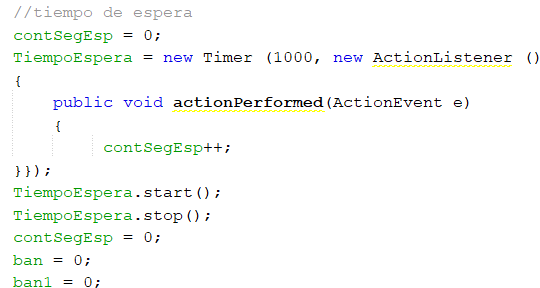 //tiempo de espera
contSegEsp = 0;
TiempoEspera = new Timer (1000, new ActionListener ()
{
public void actionPerformed(ActionEvent e)
{
contSegEsp++;
}});
TiempoEspera.start();
TiempoEspera.stop();
contSegEsp = 0;
ban = 0;
ban1 = 0;